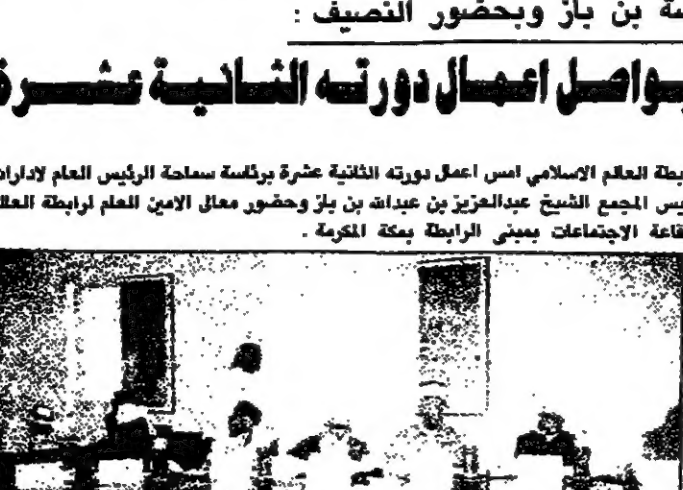 سة بن باز وبحضور النصيف :
يواصل اعمال دورته الثانية عشرة
بطة العالم الاسلامي امس اعمال دورته الثانية عشرة برئاسة سماحة الرئيس العام لادارات
يس المجمع الشيخ عبدالعزيز بن عبدالله بن باز وحضور معالي الامين العام لرابطة العالم
قاعة الاجتماعات بمبنى الرابطة بمكة المكرمة .